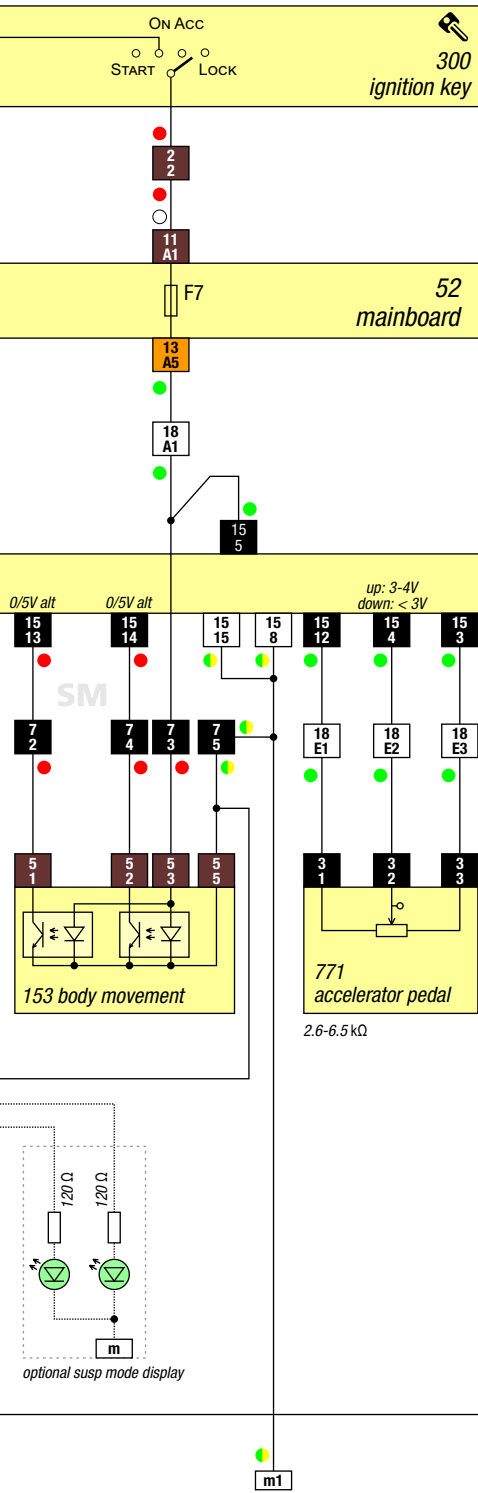 ON ACC
START LOCK
300
ignition key
2
2
11
A1
F7
52
mainboard
13
A5
18
A1
15
5
0/5V alt
0/5V alt
up: 3-4V
down: < 3V
15
13
15
14
15
15
15
8
15
12
15
4
15
3
SM
7
2
7
4
7
3
7
5
18
E1
18
E2
18
E3
5
1
5
2
5
3
5
5
3
1
3
2
3
3
153 body movement
771
accelerator pedal
2.6-6.5 kΩ
120 Ω
120 Ω
m
optional susp mode display
m1